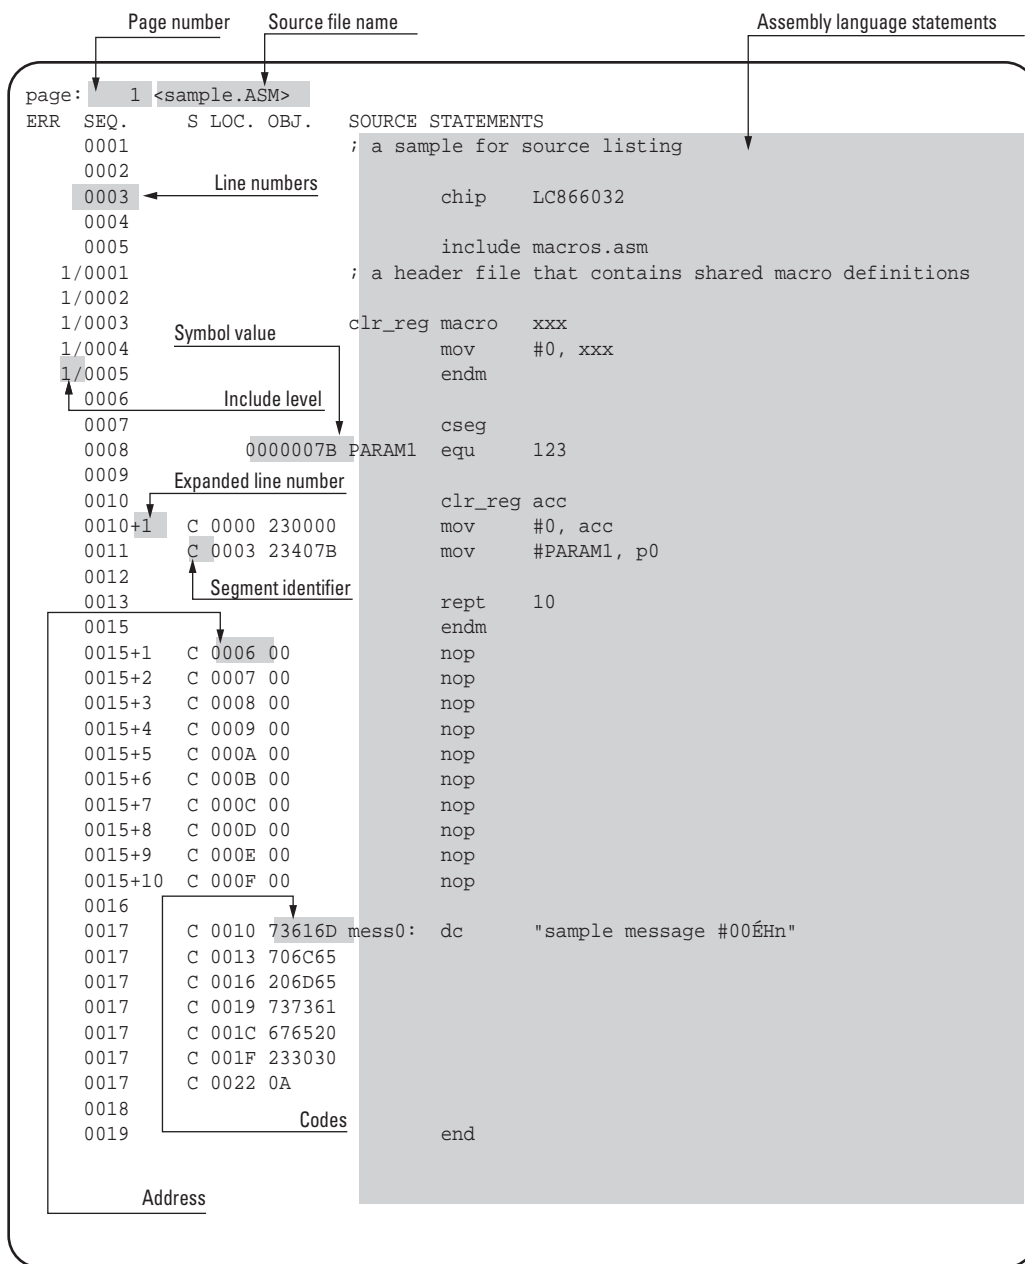 Page number Source file name Assembly language statements
page: 1 <sample.ASM>
ERR SEQ. S LOC. OBJ. SOURCE STATEMENTS
0001 ; a sample for source listing
0002
Line numbers
0003 chip LC866032
0004
0005 include macros.asm
1/0001 ; a header file that contains shared macro definitions
1/0002
1/0003 clr_reg macro xxx
Symbol value
1/0004 mov #0, xxx
1/0005 endm
0006 Include level
0007 cseg
0008 0000007B PARAM1 equ 123
0009
Expanded line number
0010 clr_reg acc
0010+1 C 0000 230000 mov #0, acc
0011 C 0003 23407B mov #PARAM1, p0
0012
Segment identifier
0013 rept 10
0015 endm
0015+1 C 0006 00 nop
0015+2 C 0007 00 nop
0015+3 C 0008 00 nop
0015+4 C 0009 00 nop
0015+5 C 000A 00 nop
0015+6 C 000B 00 nop
0015+7 C 000C 00 nop
0015+8 C 000D 00 nop
0015+9 C 000E 00 nop
0015+10 C 000F 00 nop
0016
0017 C 0010 73616D mess0: dc "sample message #00ÉHn"
0017 C 0013 706C65
0017 C 0016 206D65
0017 C 0019 737361
0017 C 001C 676520
0017 C 001F 233030
0017 C 0022 0A
0018
Codes
0019 end
Address